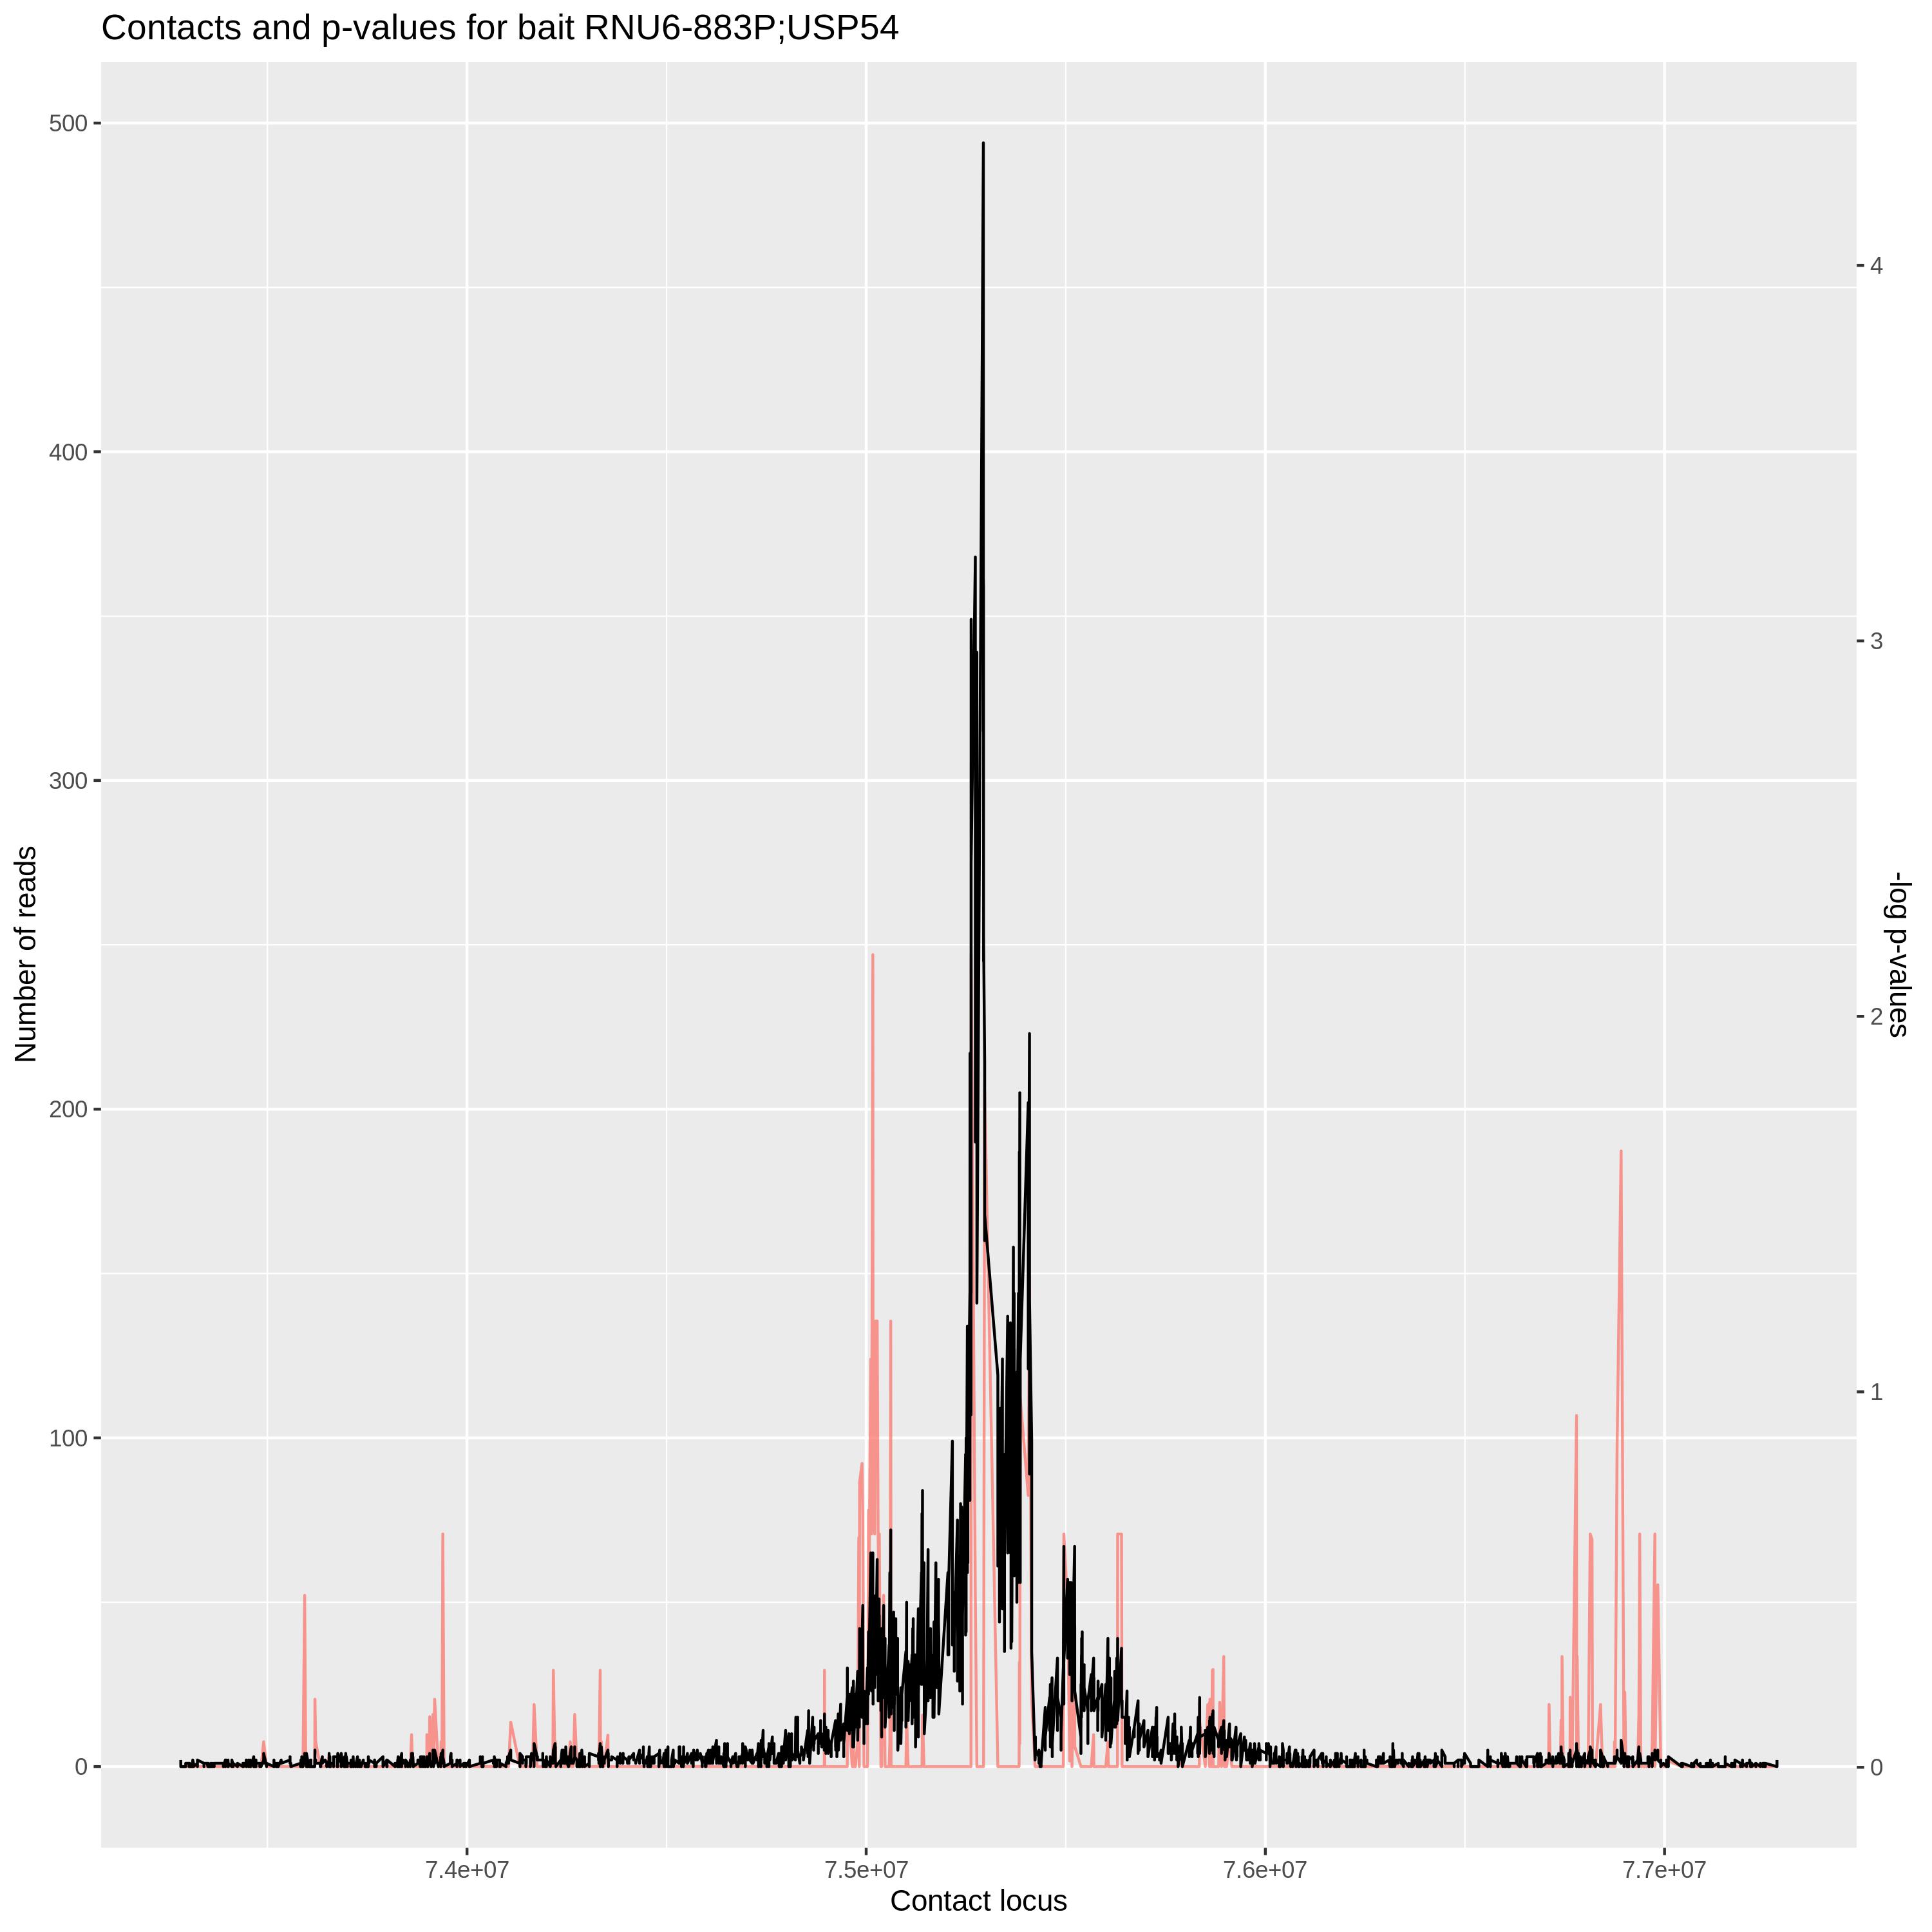 Contacts and p-values for bait RNU6-883P;USP54
500
400
300
200
100
0
Number of reads
4
3
2
1
0
-log p-values
7.4e+07
7.5e+07
7.6e+07
7.7e+07
Contact locus